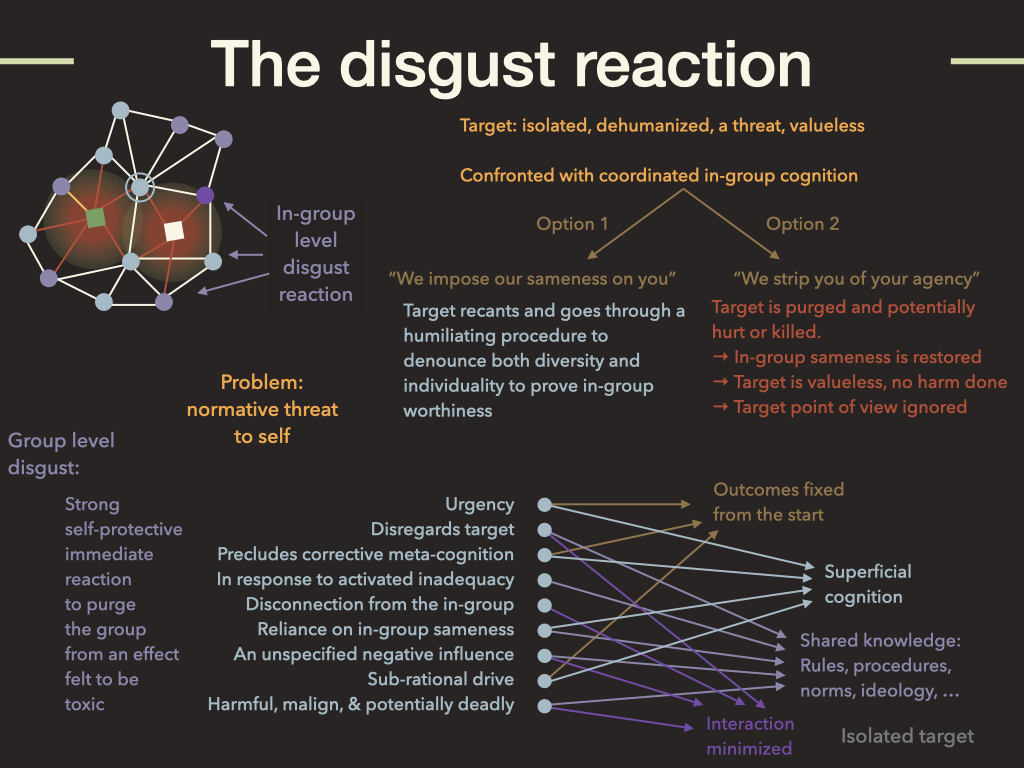 The disgust reaction
Target: isolated, dehumanized, a threat, valueless
Confronted with coordinated in-group cognition
Option 1
Option 2
In-group
level
disgust
reaction
“We impose our sameness on you”
Target recants and goes through a
humiliating procedure to
denounce both diversity and
individuality to prove in-group
worthiness
“We strip you of your agency”
Target is purged and potentially
hurt or killed.
→ In-group sameness is restored
→ Target is valueless, no harm done
→ Target point of view ignored
Problem:
normative threat
to self
Group level
disgust:
Strong
self-protective
immediate
reaction
to purge
the group
from an effect
felt to be
toxic
Urgency
Disregards target
Precludes corrective meta-cognition
In response to activated inadequacy
Disconnection from the in-group
Reliance on in-group sameness
An unspecified negative influence
Sub-rational drive
Harmful, malign, & potentially deadly
Outcomes fixed
from the start
Superficial
cognition
Shared knowledge:
Rules, procedures,
norms, ideology, …
Interaction
minimized
Isolated target